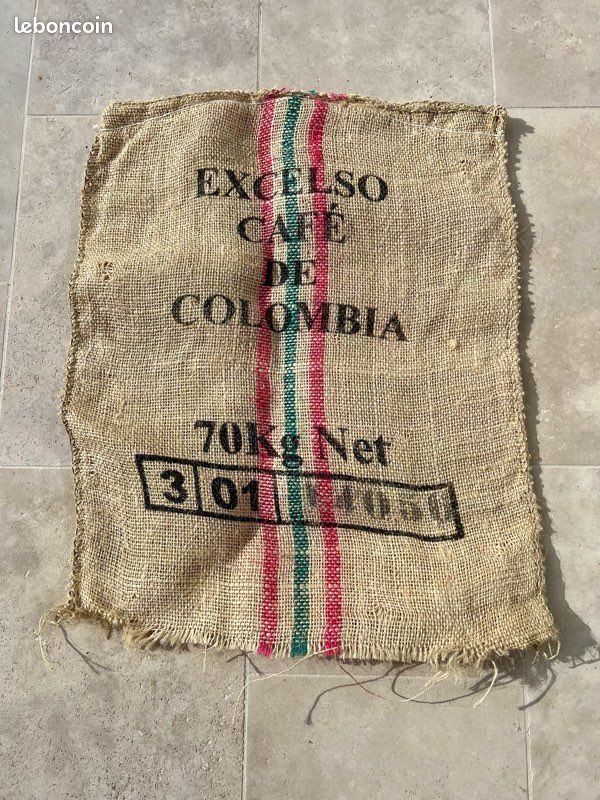 leboncoin
EXCELSO
CAFÉ
DE
COLOMBIA
70Kg Net
3 01